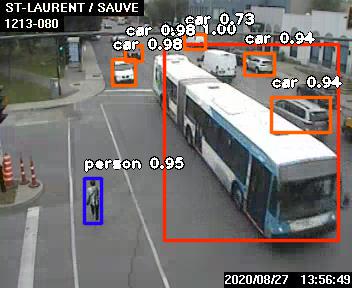 ST-LAURENT / SAUVE
1213-080
car 0.73
car 0.98
1.00
car 0.98
car 0.94
car 0.94
person 0.95
2020/08/27 13:56:49